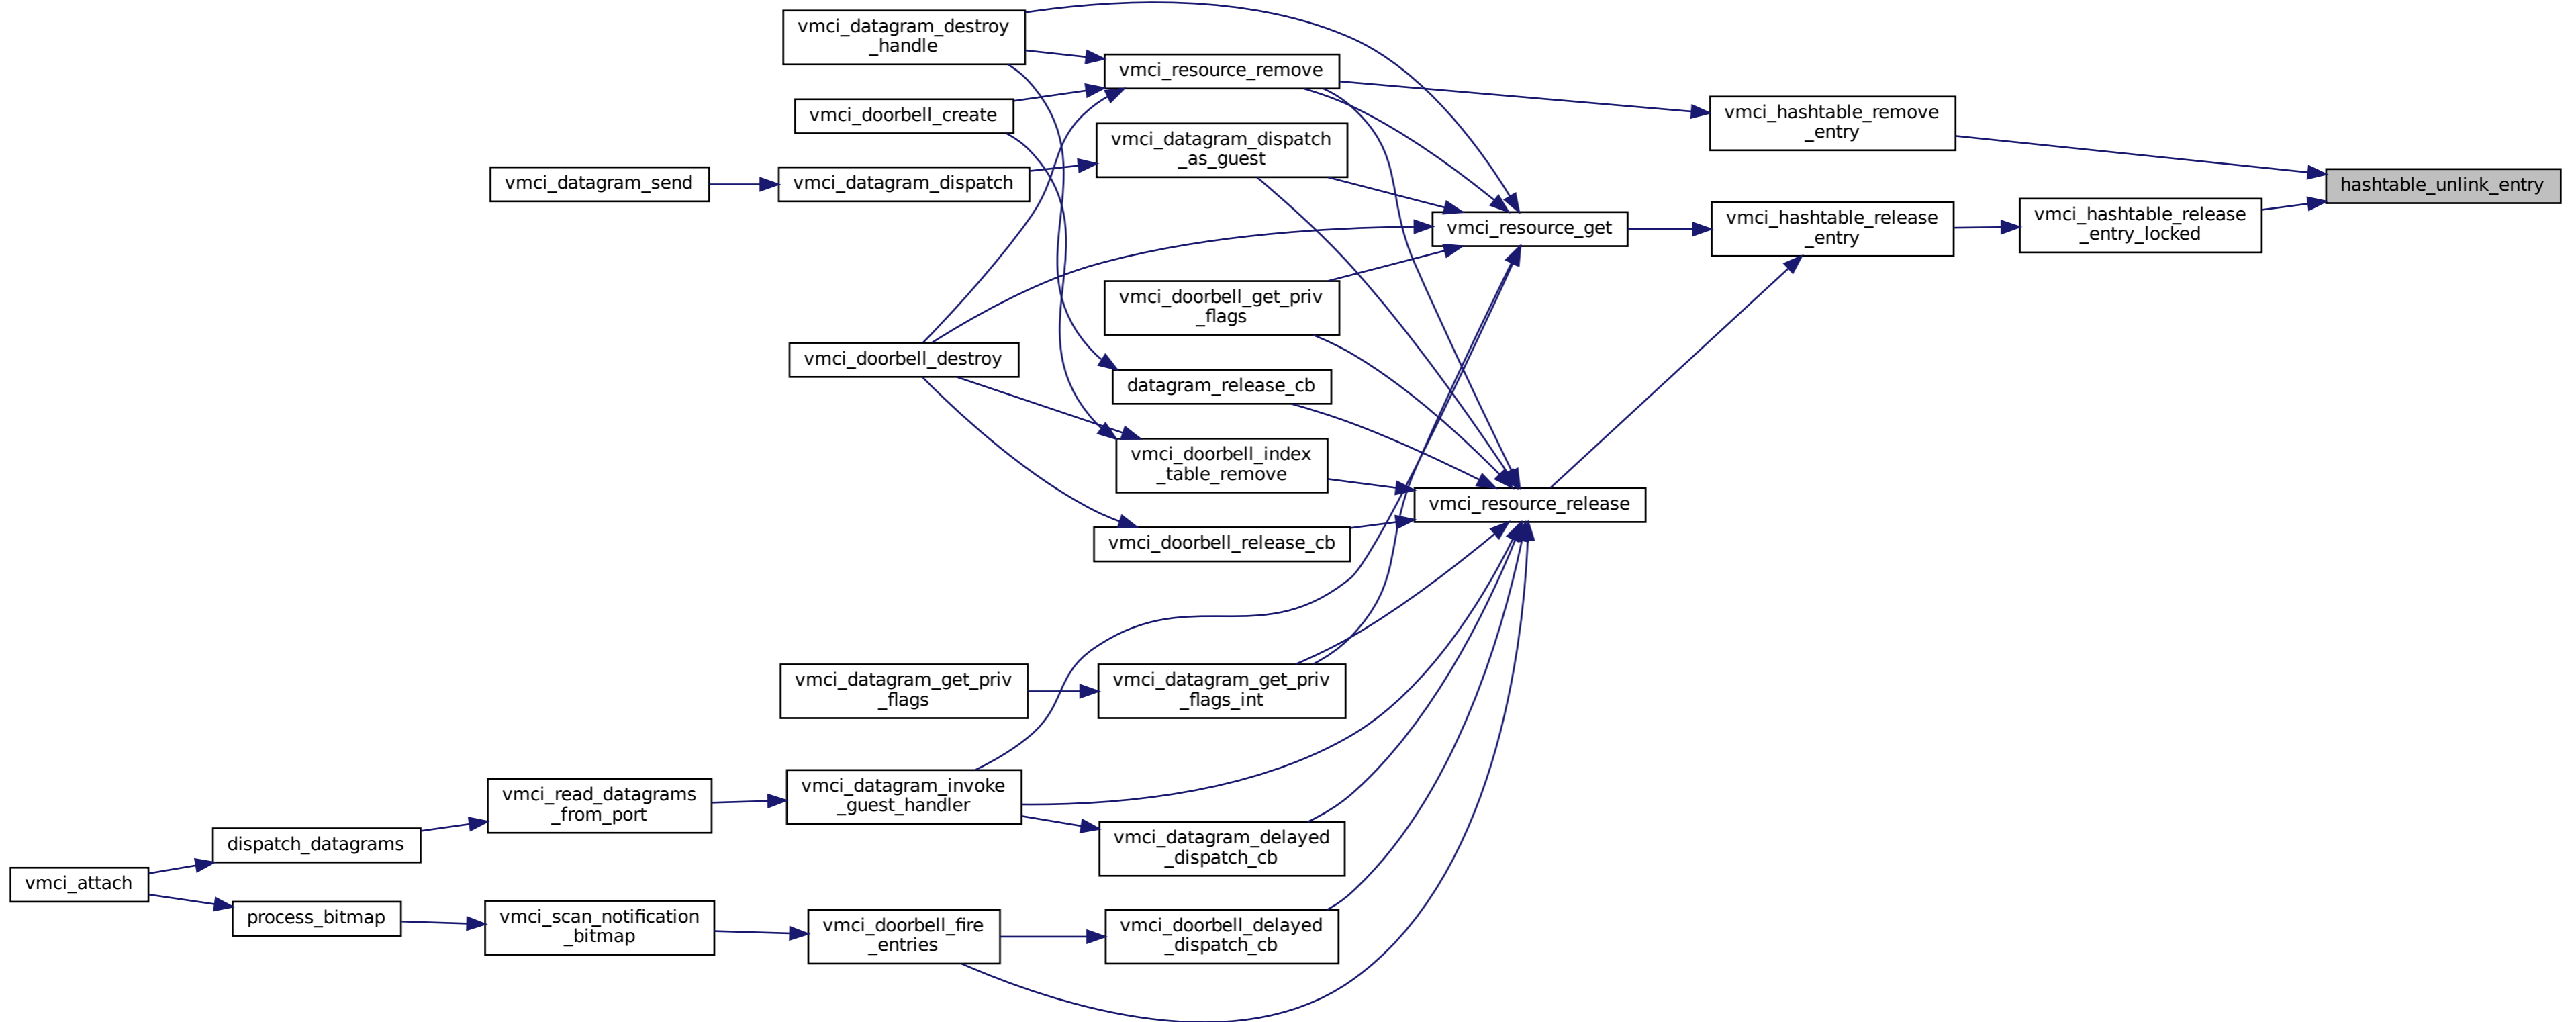 vmci_datagram_destroy
_handle
vmci_resource_remove
vmci_doorbell_create
vmci_hashtable_remove
_entry
vmci_datagram_dispatch
_as_guest
vmci_datagram_send
vmci_datagram_dispatch
hashtable_unlink_entry
vmci_resource_get
vmci_hashtable_release
_entry
vmci_hashtable_release
_entry_locked
vmci_doorbell_get_priv
_flags
vmci_doorbell_destroy
datagram_release_cb
vmci_doorbell_index
_table_remove
vmci_resource_release
vmci_doorbell_release_cb
vmci_datagram_get_priv
_flags
vmci_datagram_get_priv
_flags_int
vmci_datagram_invoke
_guest_handler
vmci_read_datagrams
_from_port
dispatch_datagrams
vmci_datagram_delayed
_dispatch_cb
vmci_attach
process_bitmap
vmci_scan_notification
_bitmap
vmci_doorbell_fire
_entries
vmci_doorbell_delayed
_dispatch_cb